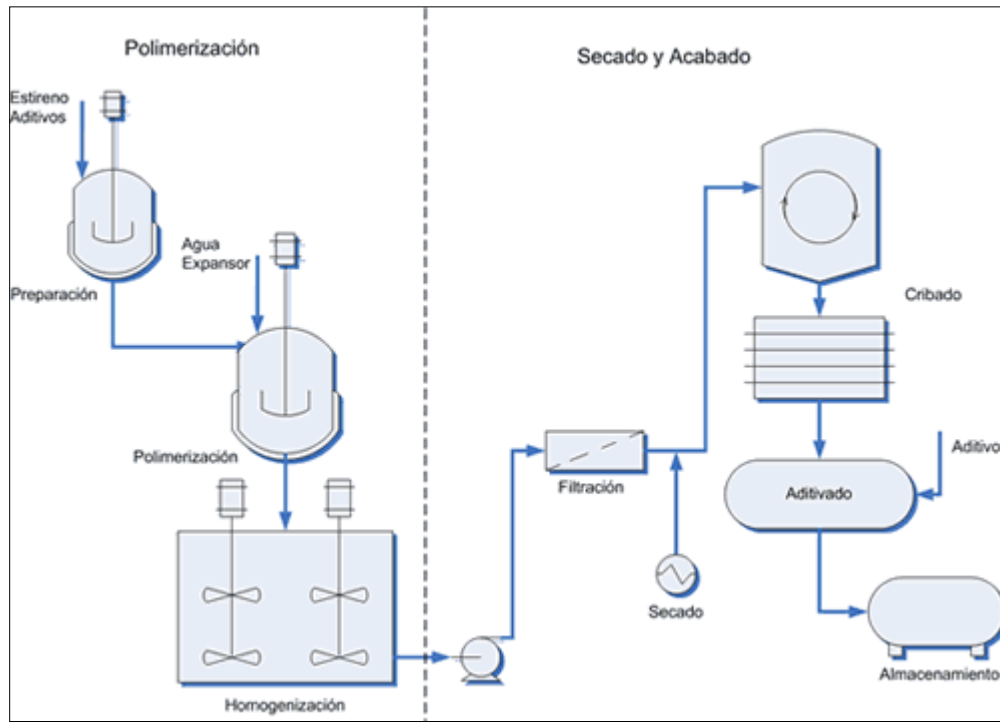 Polimerización
Secado y Acabado
Estireno
Aditivos
Preparación
Agua
Expansor
Polimerización
Homogenización
Filtración
Secado
Cribado
Aditivo
Aditivado
Almacenamiento